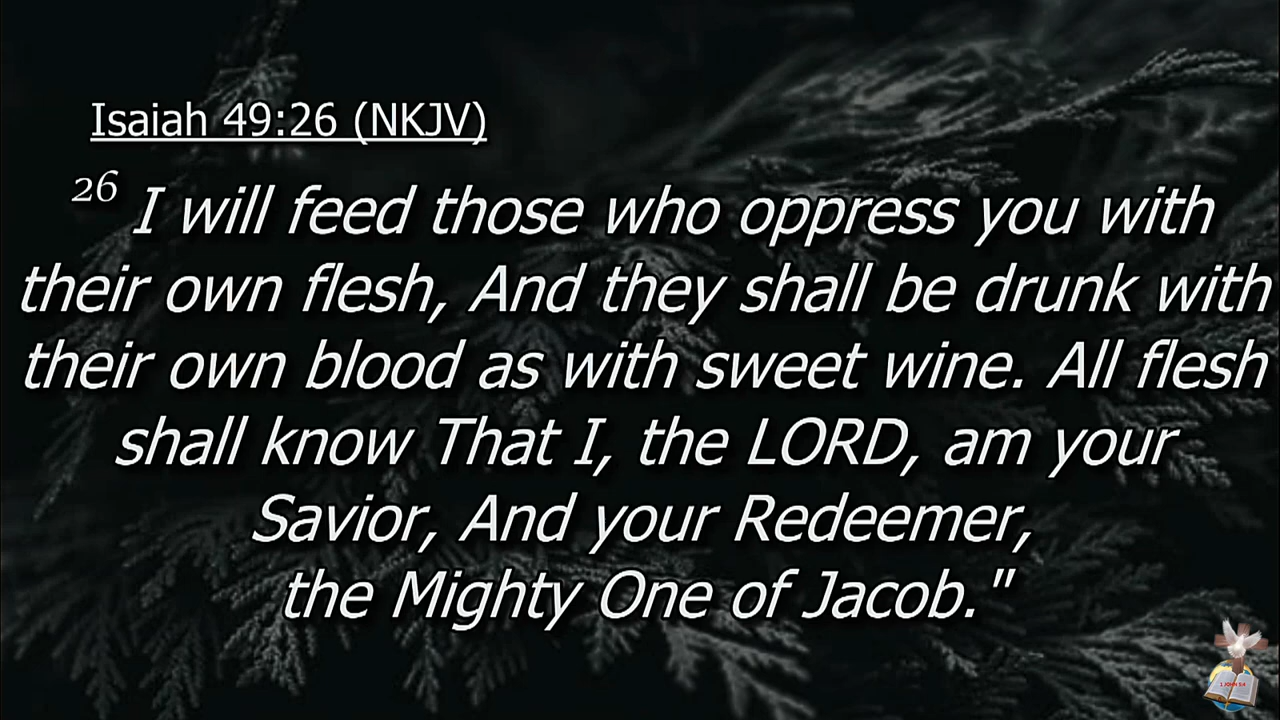 Isaiah 49:26 (NKJV)
26 I will feed those who oppress you with
their own flesh, And they shall be drunk with
their own blood as with sweet wine. All flesh
shall know That I, the LORD, am your
Savior, And your Redeemer,
the Mighty One of Jacob."